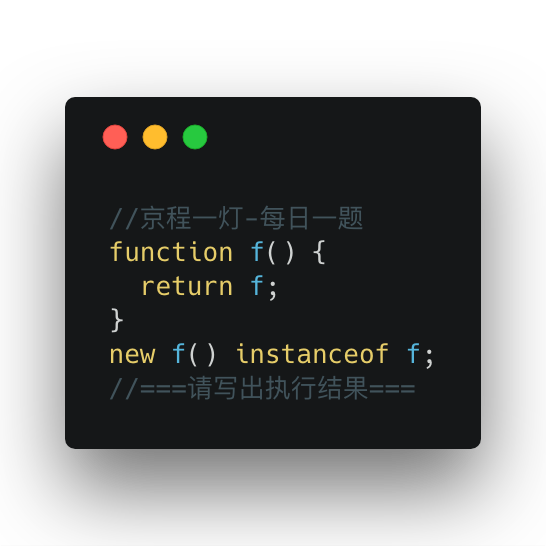 //京程一灯-每日一题
function f() {
  return f;
}
new f() instanceof f;
//===请写出执行结果===